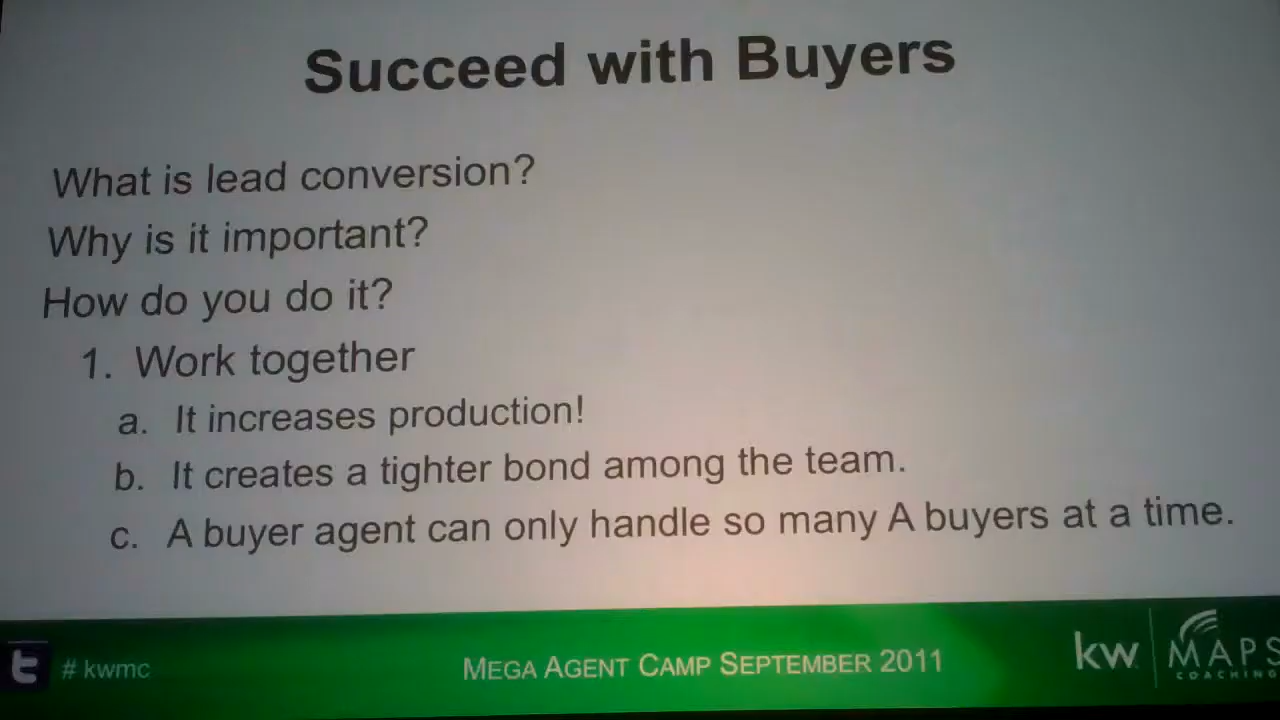 Succeed with Buyers
What is lead conversion?
Why is it important?
How do you do it?
1. Work together
a. It increases production!
b. It creates a tighter bond among the team.
c. A buyer agent can only handle so many A buyers at a time.
t # kwmc
MEGA AGENT CAMP SEPTEMBER 2011
kw MAPS
COACHING